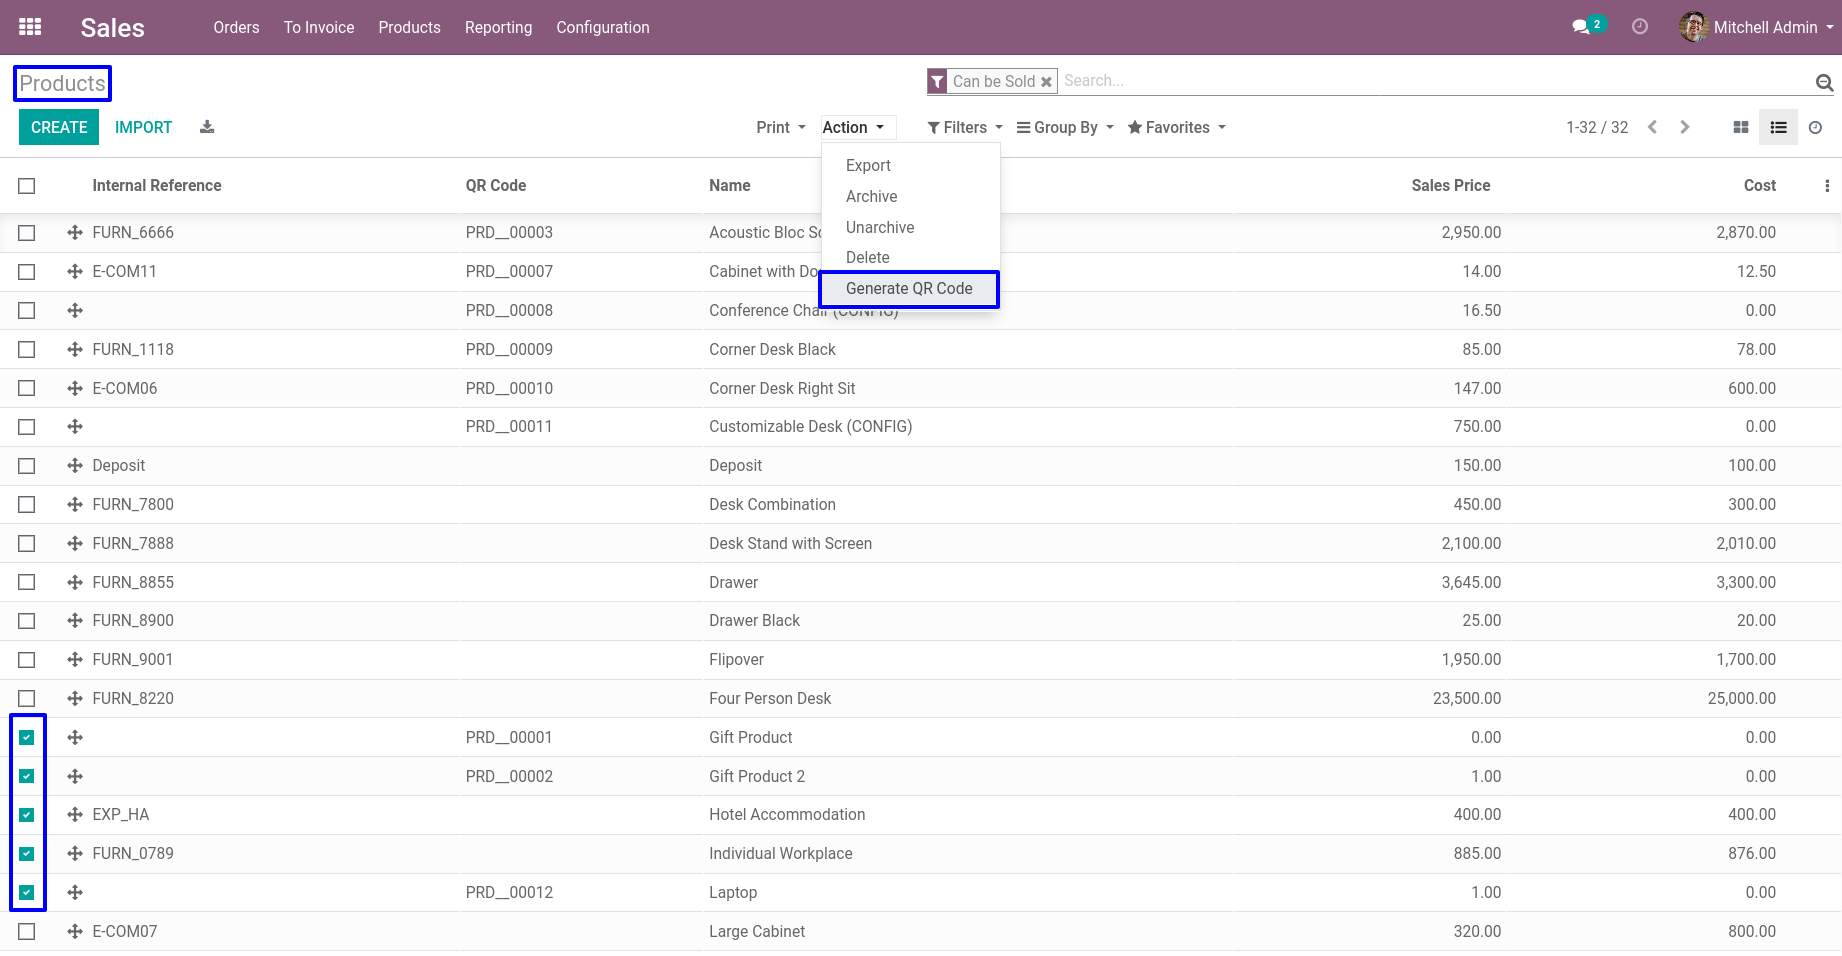 Sales Orders To Invoice Products Reporting Configuration 2 Mitchell Admin
Products Can be Sold Search...
CREATE IMPORT Print Action Filters Group By Favorites 1-32 / 32
Export
Archive
Unarchive
Delete
Generate QR Code
Internal Reference QR Code Name Sales Price Cost
FURN_6666 PRD__00003 Acoustic Bloc 2,950.00 2,870.00
E-COM11 PRD__00007 Cabinet with 14.00 12.50
PRD__00008 Conference Chair (CONFIG) 16.50 0.00
FURN_1118 PRD__00009 Corner Desk Black 85.00 78.00
E-COM06 PRD__00010 Corner Desk Right Sit 147.00 600.00
PRD__00011 Customizable Desk (CONFIG) 750.00 0.00
Deposit Deposit 150.00 100.00
FURN_7800 Desk Combination 450.00 300.00
FURN_7888 Desk Stand with Screen 2,100.00 2,010.00
FURN_8855 Drawer 3,645.00 3,300.00
FURN_8900 Drawer Black 25.00 20.00
FURN_9001 Flipover 1,950.00 1,700.00
FURN_8220 Four Person Desk 23,500.00 25,000.00
PRD__00001 Gift Product 0.00 0.00
PRD__00002 Gift Product 2 1.00 0.00
EXP_HA Hotel Accommodation 400.00 400.00
FURN_0789 Individual Workplace 885.00 876.00
PRD__00012 Laptop 1.00 0.00
E-COM07 Large Cabinet 320.00 800.00